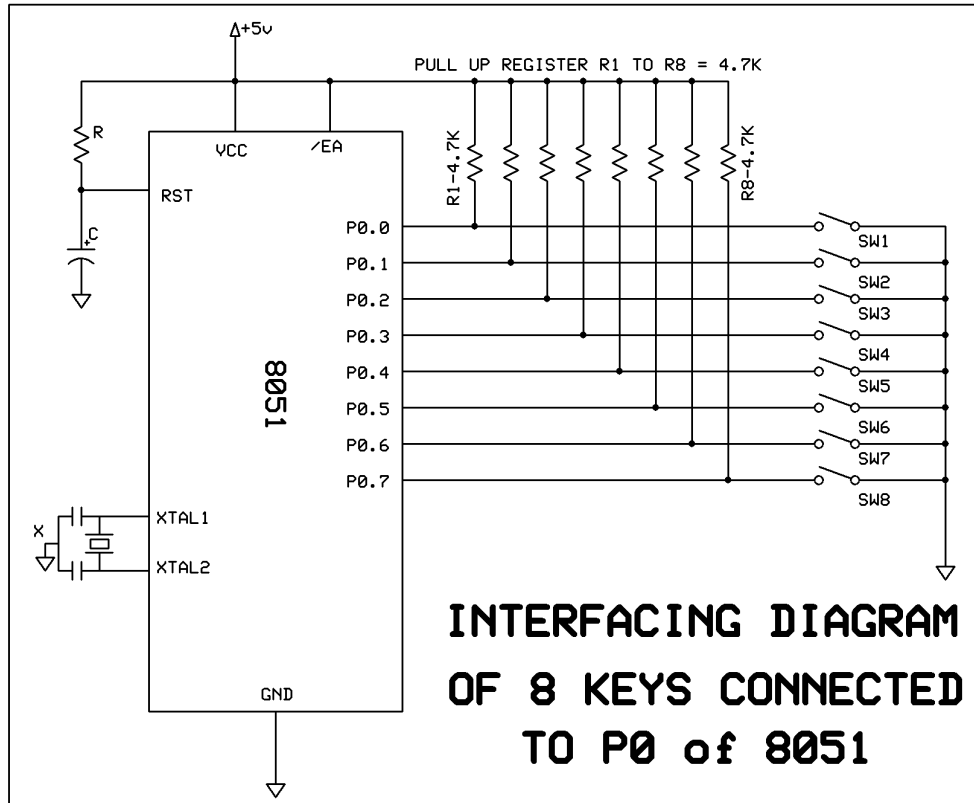 +5v
PULL UP REGISTER R1 TO R8 = 4.7K
R
VCC
/EA
R1-4.7K
R8-4.7K
RST
C
+
P0.0
SW1
P0.1
SW2
P0.2
SW3
P0.3
SW4
P0.4
SW5
P0.5
SW6
P0.6
SW7
P0.7
SW8
8051
X
XTAL1
XTAL2
GND
INTERFACING DIAGRAM
OF 8 KEYS CONNECTED
TO P0 of 8051